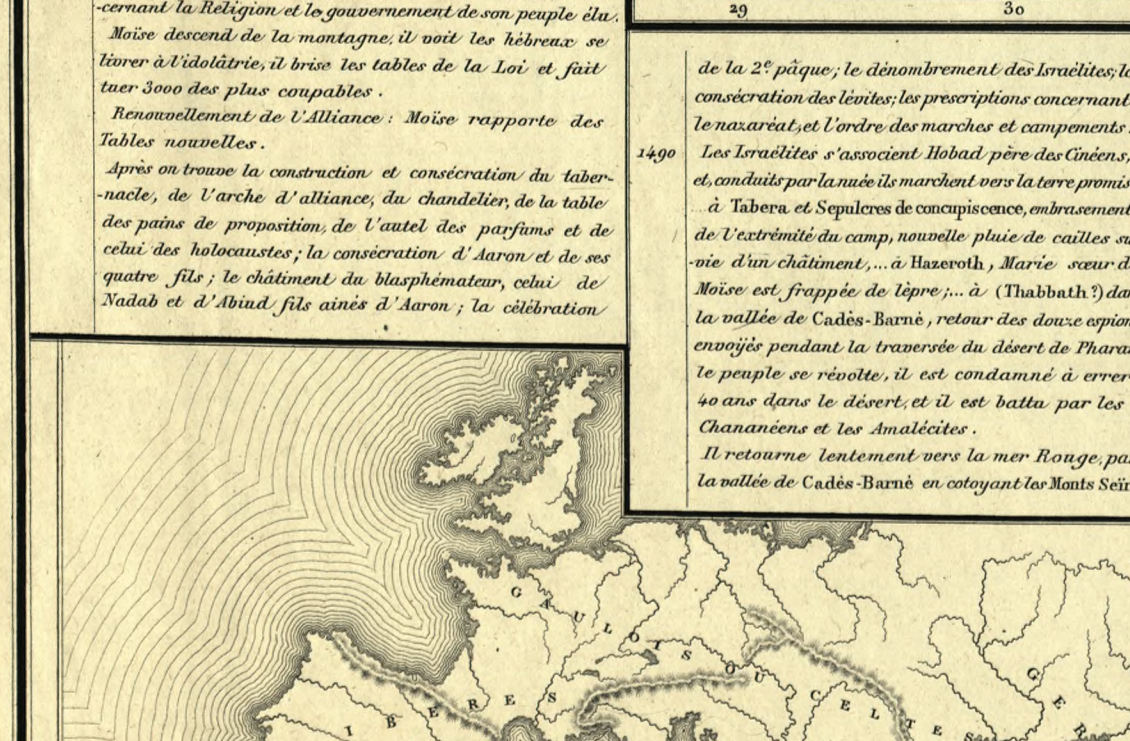 -cernant la Religion et le gouvernement de son peuple élu.
Moïse descend de la montagne, il voit les hébreux se
livrer à l'idolâtrie, il brise les tables de la Loi et fait
tuer 3000 des plus coupables.
Renouvellement de l'Alliance : Moïse rapporte des
Tables nouvelles.
Après on trouve la construction et consécration du taber-
-nacle, de l'arche d'alliance, du chandelier, de la table
des pains de proposition, de l'autel des parfums et de
celui des holocaustes ; la consécration d'Aaron et de ses
quatre fils ; le châtiment du blasphémateur, celui de
Nadab et d'Abiud fils ainés d'Aaron ; la célébration
29 30
de la 2e. pâque ; le dénombrement des Israélites; la
consécration des lévites; les prescriptions concernant
le nazaréat, et l'ordre des marches et campements.
1490 Les Israélites s'associent Hobad père des Cinéens,
et, conduits par la nuée ils marchent vers la terre promis
... à Tabera et Sepulcres de concupiscence, embrasement
de l'extrémité du camp, nouvelle pluie de cailles su
-vie d'un châtiment,... à Hazeroth, Marie sœur d
Moïse est frappée de lèpre ;... à (Thabbath?) dan
la vallée de Cadès-Barné, retour des douze espion
envoyés pendant la traversée du désert de Phara
le peuple se révolte, il est condamné à errer
40 ans dans le désert, et il est battu par les
Chananéens et les Amalécites.
Il retourne lentement vers la mer Rouge, pa
la vallée de Cadès-Barné en cotoyant les Monts Seïr
GAULOIS OU CELTES
IBERES
GER